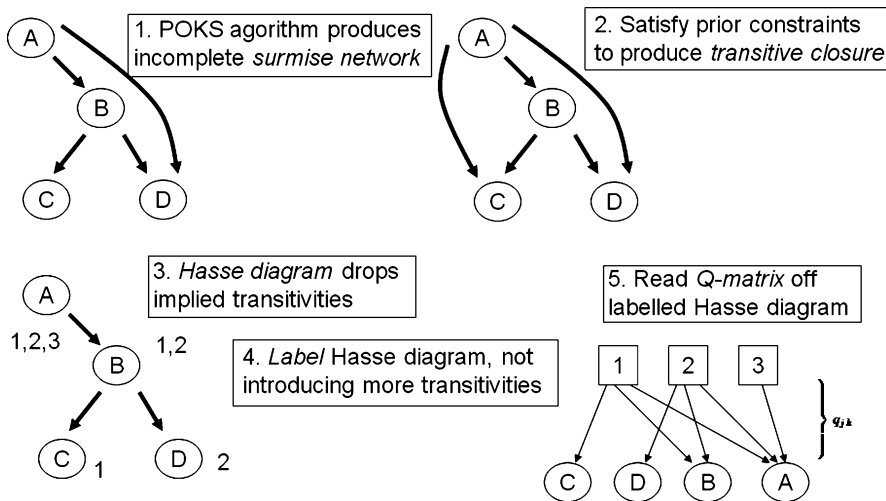 A
1. POKS agorithm produces
incomplete surmise network
B
C
D
A
2. Satisfy prior constraints
to produce transitive closure
B
C
D
3. Hasse diagram drops
implied transitivities
A
1,2,3
B
1,2
C
1
D
2
4. Label Hasse diagram, not
introducing more transitivities
5. Read Q-matrix off
labelled Hasse diagram
1
2
3
q_{jk}
C
D
B
A